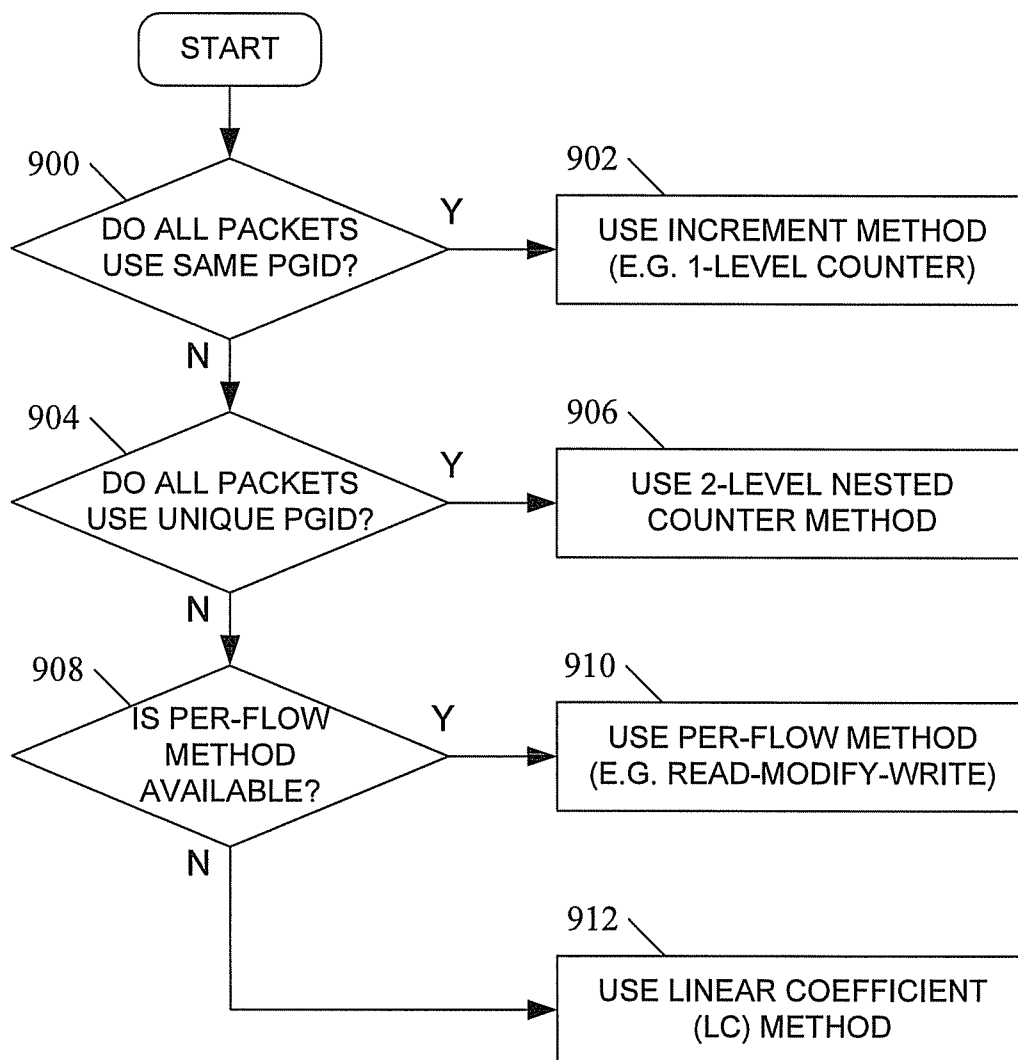 START
900
DO ALL PACKETS
USE SAME PGID?
Y
902
USE INCREMENT METHOD
(E.G. 1-LEVEL COUNTER)
N
904
DO ALL PACKETS
USE UNIQUE PGID?
Y
906
USE 2-LEVEL NESTED
COUNTER METHOD
N
908
IS PER-FLOW
METHOD
AVAILABLE?
Y
910
USE PER-FLOW METHOD
(E.G. READ-MODIFY-WRITE)
N
912
USE LINEAR COEFFICIENT
(LC) METHOD